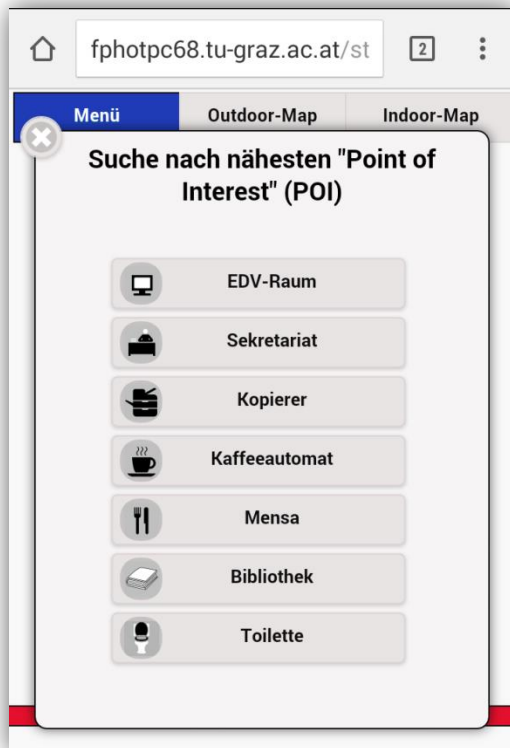 fphotpc68.tu-graz.ac.at/st
2
Menü
Outdoor-Map
Indoor-Map
Suche nach nähesten "Point of
Interest" (POI)
EDV-Raum
Sekretariat
Kopierer
Kaffeeautomat
Mensa
Bibliothek
Toilette